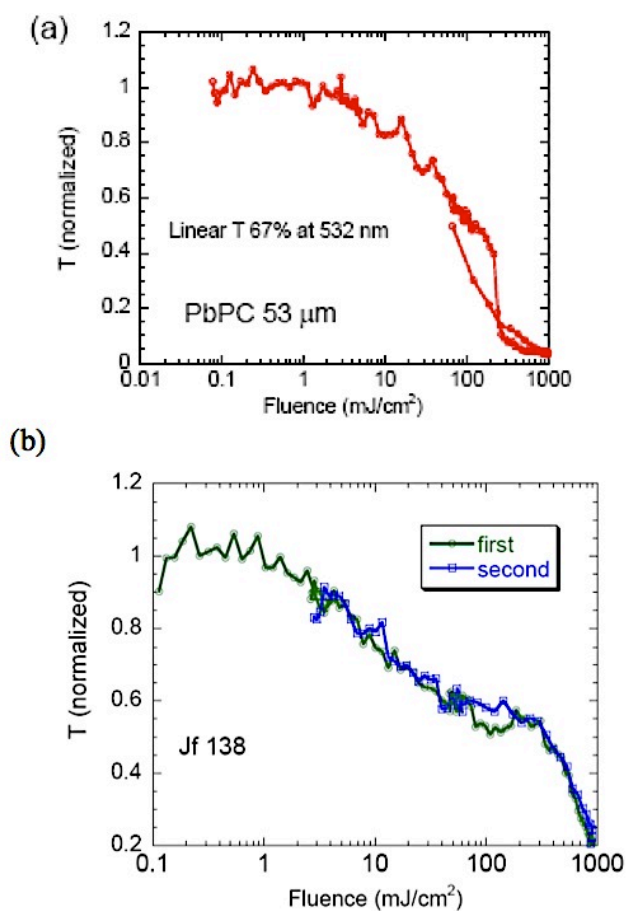 (a)
1.2
1
0.8
0.6
0.4
0.2
0
T (normalized)
Linear T 67% at 532 nm
PbPC 53 μm
0.01 0.1 1 10 100 1000
Fluence (mJ/cm²)
(b)
1.2
1
0.8
0.6
0.4
0.2
T (normalized)
first
second
Jf 138
0.1 1 10 100 1000
Fluence (mJ/cm²)